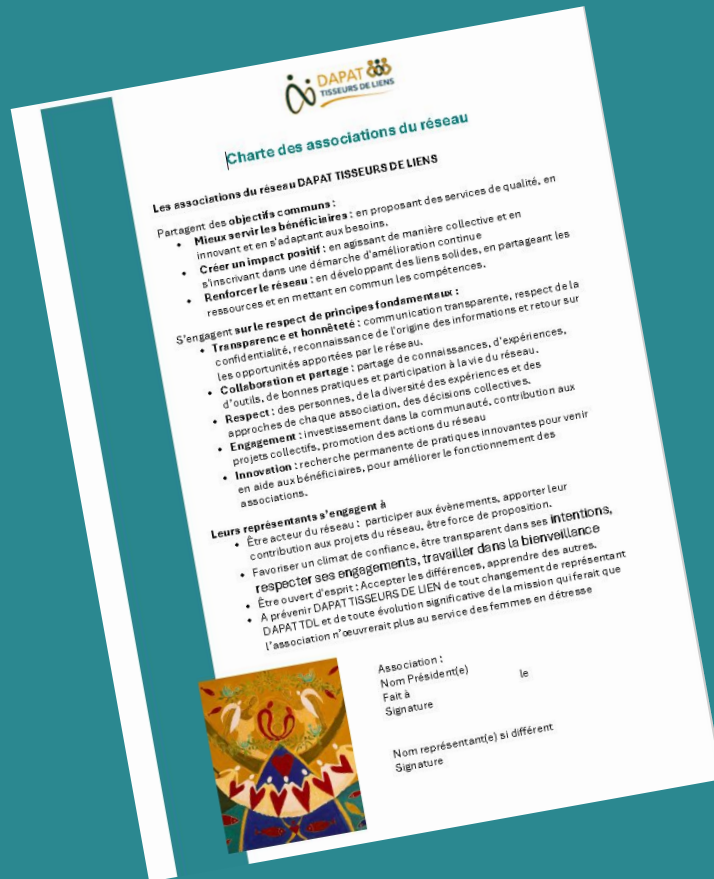 DAPAT
TISSEURS DE LIENS
Charte des associations du réseau
Les associations du réseau DAPAT TISSEURS DE LIENS
Partagent des objectifs communs :
• Mieux servir les bénéficiaires : en proposant des services de qualité, en
innovant et en s'adaptant aux besoins.
• Créer un impact positif : en agissant de manière collective et en
s'inscrivant dans une démarche d'amélioration continue
• Renforcer le réseau : en développant des liens solides, en partageant les
ressources et en mettant en commun les compétences.
S'engagent sur le respect de principes fondamentaux :
• Transparence et honnêteté : communication transparente, respect de la
confidentialité, reconnaissance de l'origine des informations et retour sur
les opportunités apportées par le réseau.
• Collaboration et partage : partage de connaissances, d'expériences,
d'outils, de bonnes pratiques et participation à la vie du réseau.
• Respect : des personnes, de la diversité des expériences et des
approches de chaque association, des décisions collectives.
• Engagement : investissement dans la communauté, contribution aux
projets collectifs, promotion des actions du réseau
• Innovation : recherche permanente de pratiques innovantes pour venir
en aide aux bénéficiaires, pour améliorer le fonctionnement des
associations.
Leurs représentants s'engagent à
• Être acteur du réseau : participer aux évènements, apporter leur
contribution aux projets du réseau, être force de proposition.
• Favoriser un climat de confiance, être transparent dans ses intentions,
respecter ses engagements, travailler dans la bienveillance
• Être ouvert d'esprit : Accepter les différences, apprendre des autres.
• A prévenir DAPAT TISSEURS DE LIEN de tout changement de représentant
DAPAT TDL et de toute évolution significative de la mission qui ferait que
l'association n'œuvrerait plus au service des femmes en détresse
Association :
Nom Président(e)
Fait à le
Signature
Nom représentant(e) si différent
Signature